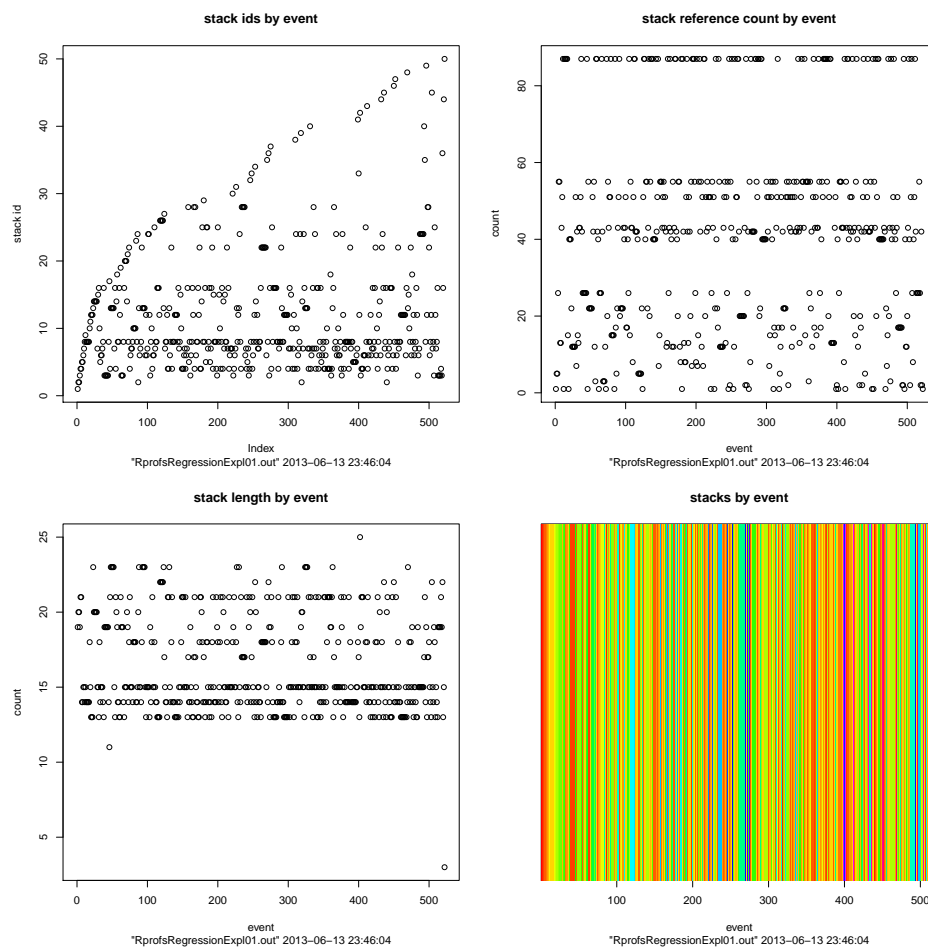 stack ids by event
stack id
50
40
30
20
10
0
0 100 200 300 400 500
Index
"RprofsRegressionExpl01.out" 2013−06−13 23:46:04
stack reference count by event
count
80
60
40
20
0
0 100 200 300 400 500
event
"RprofsRegressionExpl01.out" 2013−06−13 23:46:04
stack length by event
count
25
20
15
10
5
0 100 200 300 400 500
event
"RprofsRegressionExpl01.out" 2013−06−13 23:46:04
stacks by event
100 200 300 400 500
event
"RprofsRegressionExpl01.out" 2013−06−13 23:46:04